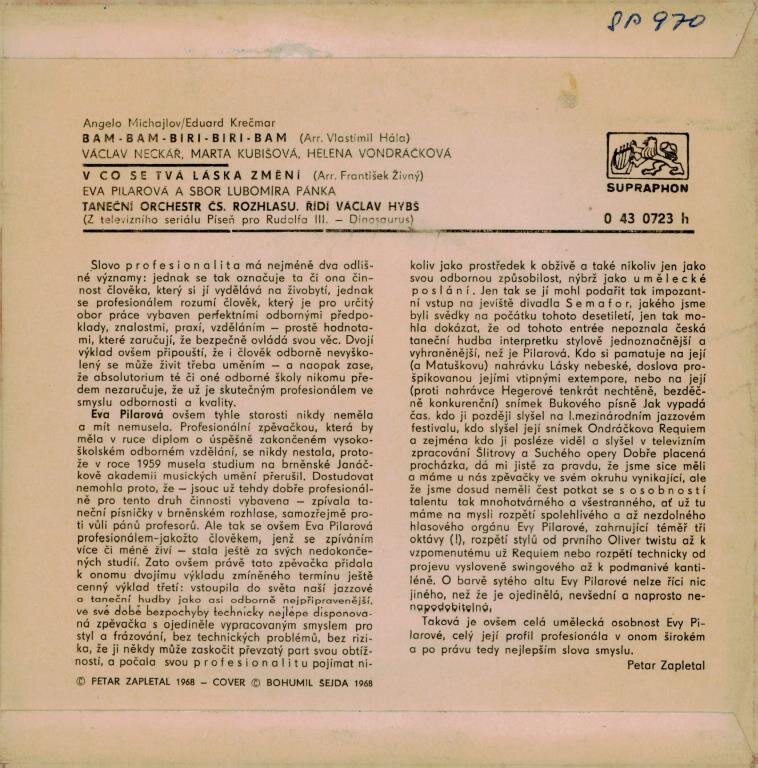 SP 970
Angelo Michajlov/Eduard Krečmar
BAM-BAM-BIRI-BIRI-BAM (Arr. Vlastimil Hála)
VÁCLAV NECKÁŘ, MARTA KUBIŠOVÁ, HELENA VONDRÁČKOVÁ
V CO SE TVÁ LÁSKA ZMĚNÍ (Arr. František Živný)
EVA PILAROVÁ A SBOR LUBOMÍRA PÁNKA
TANEČNÍ ORCHESTR ČS. ROZHLASU. ŘÍDÍ VÁCLAV HYBŠ
(Z televizního seriálu Píseň pro Rudolfa III. — Dinosaurus)
SUPRAPHON
0 43 0723 h
Slovo profesionalita má nejméně dva odliš-
né významy: jednak se tak označuje ta či ona čin-
nost člověka, který si jí vydělává na živobytí, jednak
se profesionálem rozumí člověk, který je pro určitý
obor práce vybaven perfektními odbornými předpo-
klady, znalostmi, praxí, vzděláním — prostě hodnota-
mi, které zaručují, že bezpečně ovládá svou věc. Dvojí
výklad ovšem připouští, že i člověk odborně nevyško-
lený se může živit třeba uměním — a naopak zase,
že absolutorium té či oné odborné školy nikomu pře-
dem nezaručuje, že už je skutečným profesionálem ve
smyslu odbornosti a kvality.
Eva Pilarová ovšem tyhle starosti nikdy neměla
a mít nemusela. Profesionální zpěvačkou, která by
měla v ruce diplom o úspěšně zakončeném vysoko-
školském odborném vzdělání, se nikdy nestala, proto-
že v roce 1959 musela studium na brněnské Janáč-
kově akademii musických umění přerušil. Dostudovat
nemohla proto, že — jsouc už tehdy dobře profesionál-
ně pro tento druh činnosti vybavena — zpívala ta-
neční písničky v brněnském rozhlase, samozřejmě pro-
ti vůli pánů profesorů. Ale tak se ovšem Eva Pilarová
profesionálem-jakožto člověkem, jenž se zpíváním
více či méně živí — stala ještě za svých nedokonče-
ných studií. Zato ovšem právě tato zpěvačka přidala
k onomu dvojímu výkladu zmíněného termínu ještě
cenný výklad třetí: vstoupila do světa naší jazzové
a taneční hudby jako asi odborně nejpřipravenější,
ve své době bezpochyby technicky nejlépe disponova-
ná zpěvačka s ojediněle vypracovaným smyslem pro
styl a frázování, bez technických problémů, bez rizi-
ka, že ji někdy může zaskočit převzatý part svou obtíž-
ností, a počala svou profesionalitu pojímat ni-
© PETAR ZAPLETAL 1968 — COVER © BOHUMIL ŠEJDA 1968
koliv jako prostředek k obživě a také nikoliv jen jako
svou odbornou způsobilost, nýbrž jako umělecké
poslání. Jen tak se jí mohl podařit tak impozant-
ní vstup na jeviště divadla Semafor, jakého jsme
byli svědky na počátku tohoto desetiletí, jen tak mo-
hla dokázat, že od tohoto entrée nepoznala česká
taneční hudba interpretku stylově jednoznačnější a
vyhraněnější, než je Pilarová. Kdo si pamatuje na její
(a Matuškovu) nahrávku Lásky nebeské, doslova pro-
špikovanou jejími vtipnými extempore, nebo na její
(proti nahrávce Hegerové tenkrát nechtěně, bezděč-
ně konkurenční) snímek Bukového písně Jak vypadá
čas, kdo ji později slyšel na I.mezinárodním jazzovém
festivalu, kdo slyšel její snímek Ondráčkova Requiem
a zejména kdo ji posléze viděl a slyšel v televizním
zpracování Šlitrovy a Suchého opery Dobře placená
procházka, dá mi jistě za pravdu, že jsme sice měli
a máme u nás zpěvačky ve svém okruhu vynikající, ale
že jsme dosud neměli čest potkat se s osobností
talentu tak mnohotvárného a všestranného, ať už tu
máme na mysli rozpětí spolehlivého a až nezdolného
hlasového orgánu Evy Pilarové, zahrnující téměř tři
oktávy (!), rozpětí stylů od prvního Oliver twistu až k
vzpomenutému už Requiem nebo rozpětí technicky od
projevu vysloveně swingového až k podmanivé kanti-
léně. O barvě sytého altu Evy Pilarové nelze říci nic
jiného, než že je ojedinělá, nevšední a naprosto ne-
napodobitelná.
Taková je ovšem celá umělecká osobnost Evy Pi-
larové, celý její profil profesionála v onom širokém
a po právu tedy nejlepším slova smyslu.
Petar Zapletal